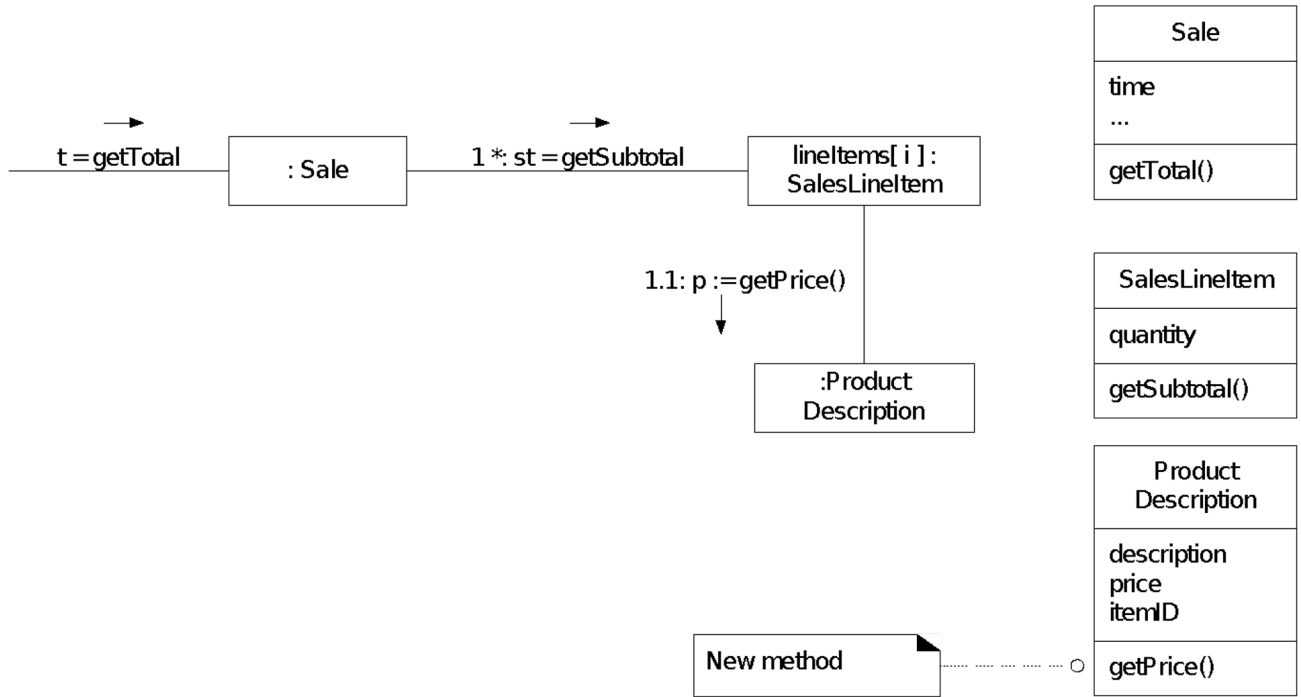 t = getTotal
: Sale
1 *: st = getSubtotal
lineItems[ i ] :
SalesLineItem
1.1: p := getPrice()
:Product
Description
New method
Sale
time
...
getTotal()
SalesLineItem
quantity
getSubtotal()
Product
Description
description
price
itemID
getPrice()